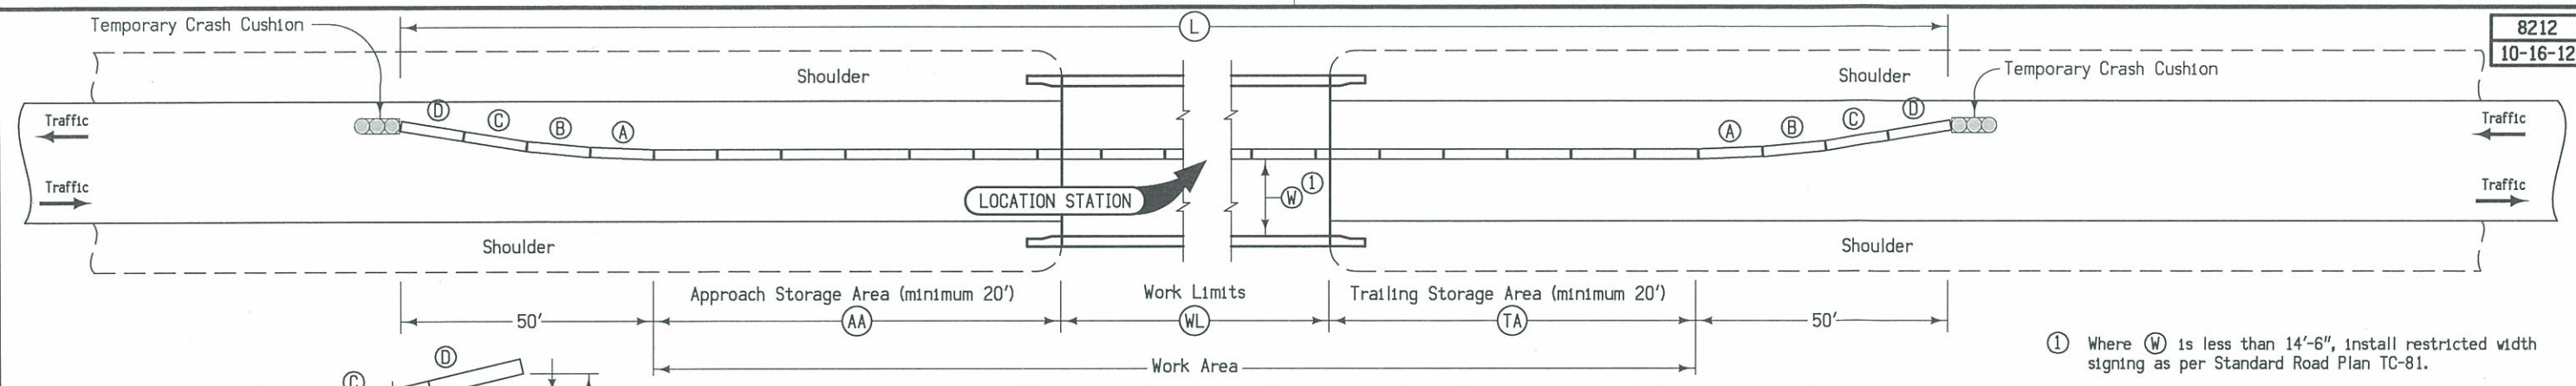 Temporary Crash Cushion
L
8212
10-16-12
Shoulder
Shoulder
Temporary Crash Cushion
Traffic
D
C
B
A
A
B
C
D
Traffic
Traffic
LOCATION STATION
W 1
Traffic
Shoulder
Shoulder
Approach Storage Area (minimum 20')
Work Limits
Trailing Storage Area (minimum 20')
50'
AA
WL
TA
50'
1 Where W is less than 14'-6", install restricted width
signing as per Standard Road Plan TC-81.
D
Work Area
C